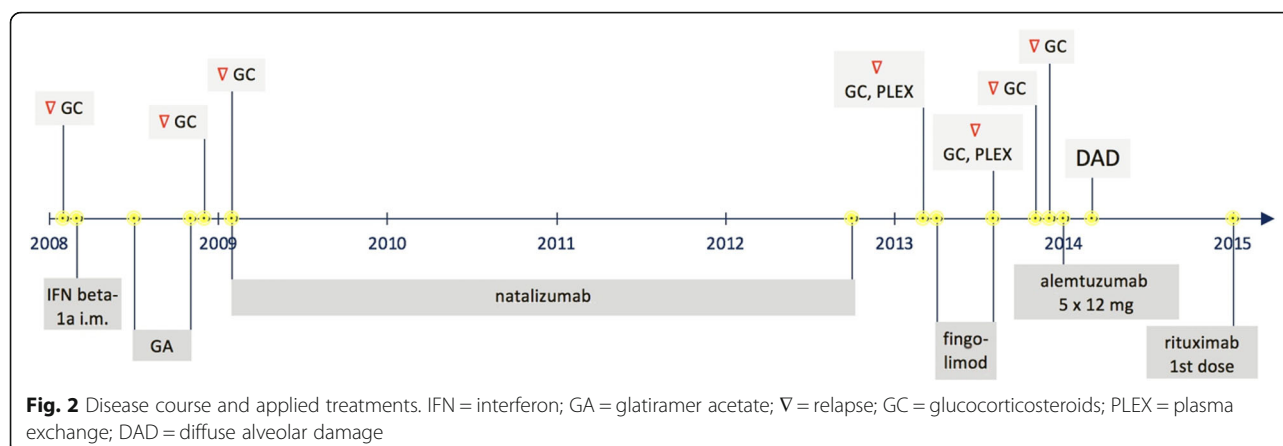 ∇ GC
∇ GC
∇ GC
∇
GC, PLEX
∇
GC, PLEX
∇ GC
∇ GC
DAD
2008
2009
2010
2011
2012
2013
2014
2015
IFN beta-
1a i.m.
GA
natalizumab
fingo-
limod
alemtuzumab
5 x 12 mg
rituximab
1st dose
Fig. 2 Disease course and applied treatments. IFN = interferon; GA = glatiramer acetate; ∇ = relapse; GC = glucocorticosteroids; PLEX = plasma
exchange; DAD = diffuse alveolar damage